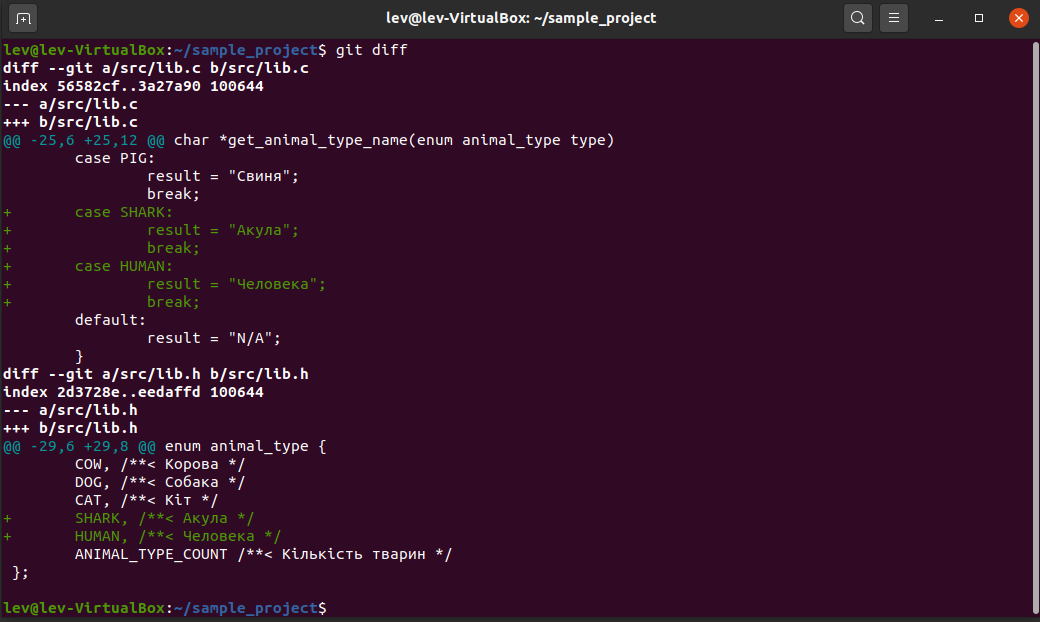 lev@lev-VirtualBox: ~/sample_project
lev@lev-VirtualBox:~/sample_project$ git diff
diff --git a/src/lib.c b/src/lib.c
index 56582cf..3a27a90 100644
--- a/src/lib.c
+++ b/src/lib.c
@@ -25,6 +25,12 @@ char *get_animal_type_name(enum animal_type type)
        case PIG:
                result = "Свиня";
                break;
+       case SHARK:
+               result = "Акула";
+               break;
+       case HUMAN:
+               result = "Человека";
+               break;
        default:
                result = "N/A";
        }
diff --git a/src/lib.h b/src/lib.h
index 2d3728e..eedaffd 100644
--- a/src/lib.h
+++ b/src/lib.h
@@ -29,6 +29,8 @@ enum animal_type {
        COW, /**< Корова */
        DOG, /**< Собака */
        CAT, /**< Кіт */
+       SHARK, /**< Акула */
+       HUMAN, /**< Человека */
        ANIMAL_TYPE_COUNT /**< Кількість тварин */
 };
lev@lev-VirtualBox:~/sample_project$